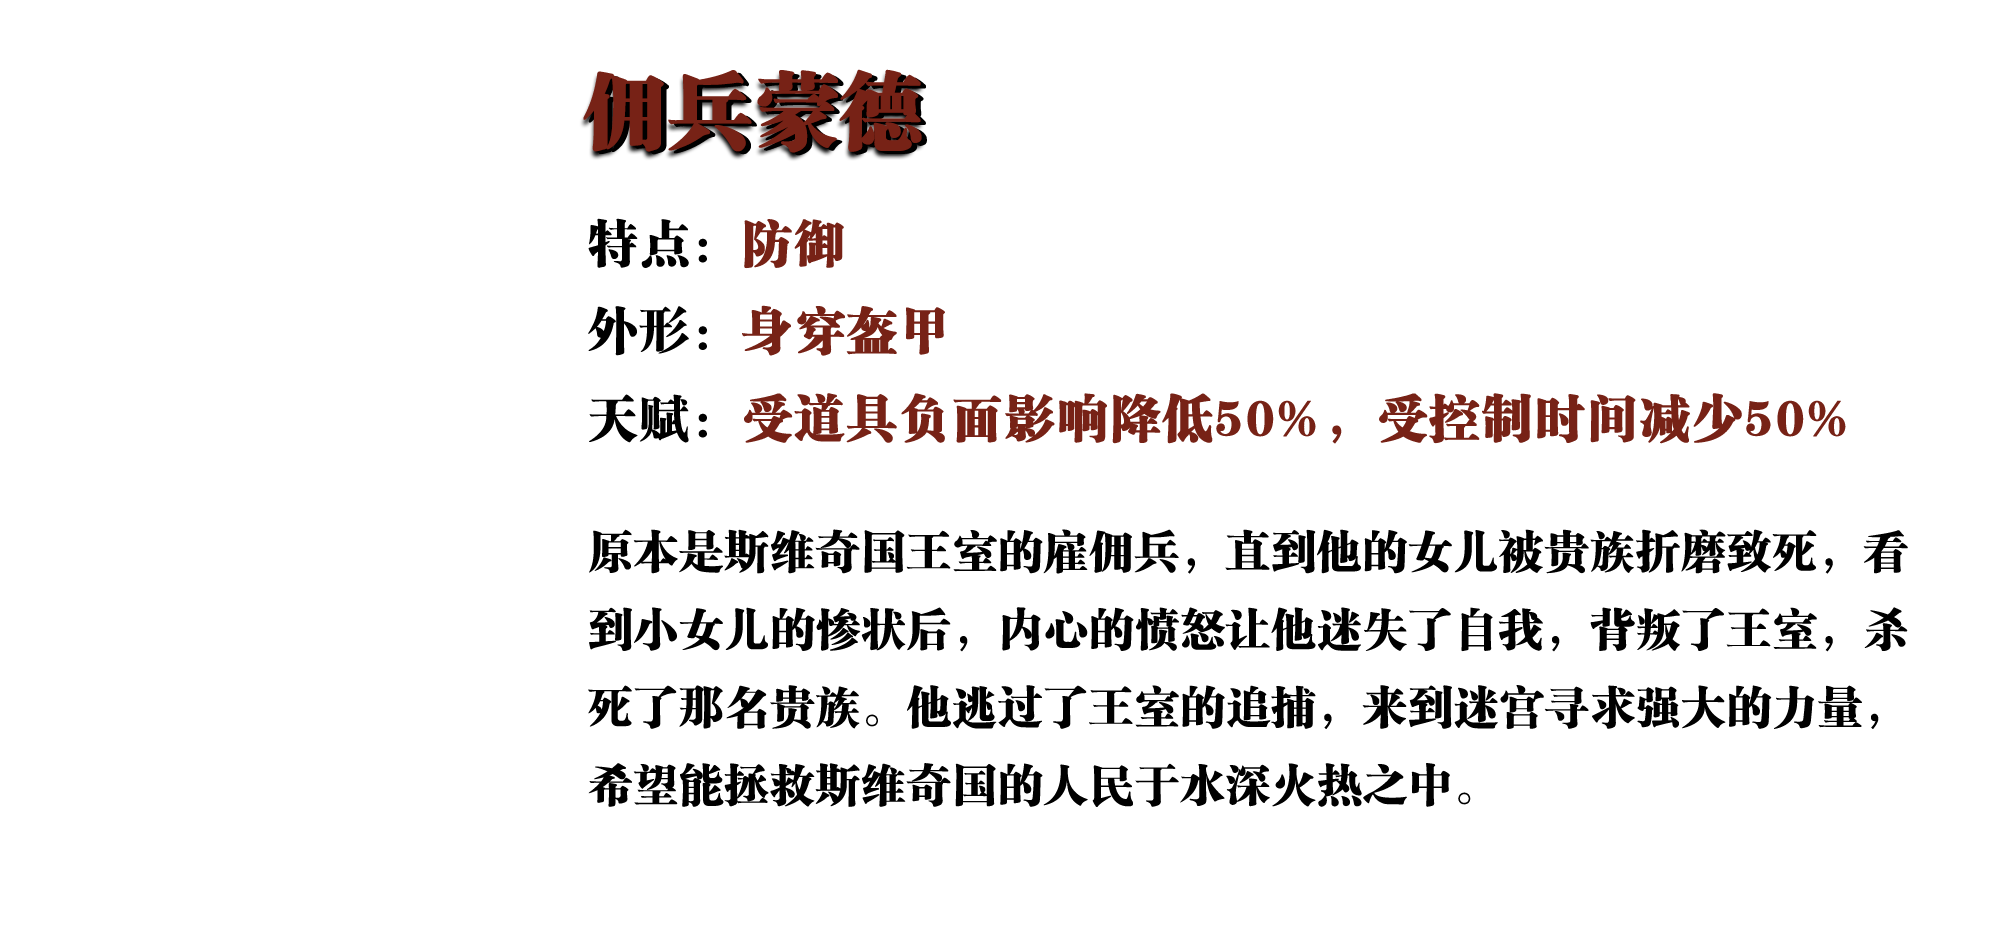 佣兵蒙德
特点：防御
外形：身穿盔甲
天赋：受道具负面影响降低50%，受控制时间减少50%
原本是斯维奇国王室的雇佣兵，直到他的女儿被贵族折磨致死，看
到小女儿的惨状后，内心的愤怒让他迷失了自我，背叛了王室，杀
死了那名贵族。他逃过了王室的追捕，来到迷宫寻求强大的力量，
希望能拯救斯维奇国的人民于水深火热之中。